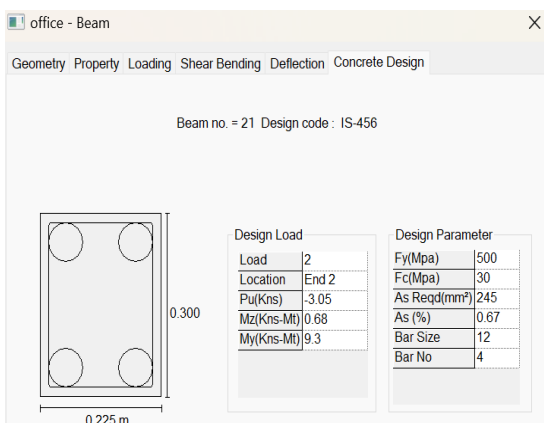 office - Beam
Geometry Property Loading Shear Bending Deflection Concrete Design
Beam no. = 21 Design code : IS-456
0.300
0.225 m
Design Load
Load 2
Location End 2
Pu(Kns) -3.05
Mz(Kns-Mt) 0.68
My(Kns-Mt) 9.3
Design Parameter
Fy(Mpa) 500
Fc(Mpa) 30
As Reqd(mm²) 245
As (%) 0.67
Bar Size 12
Bar No 4